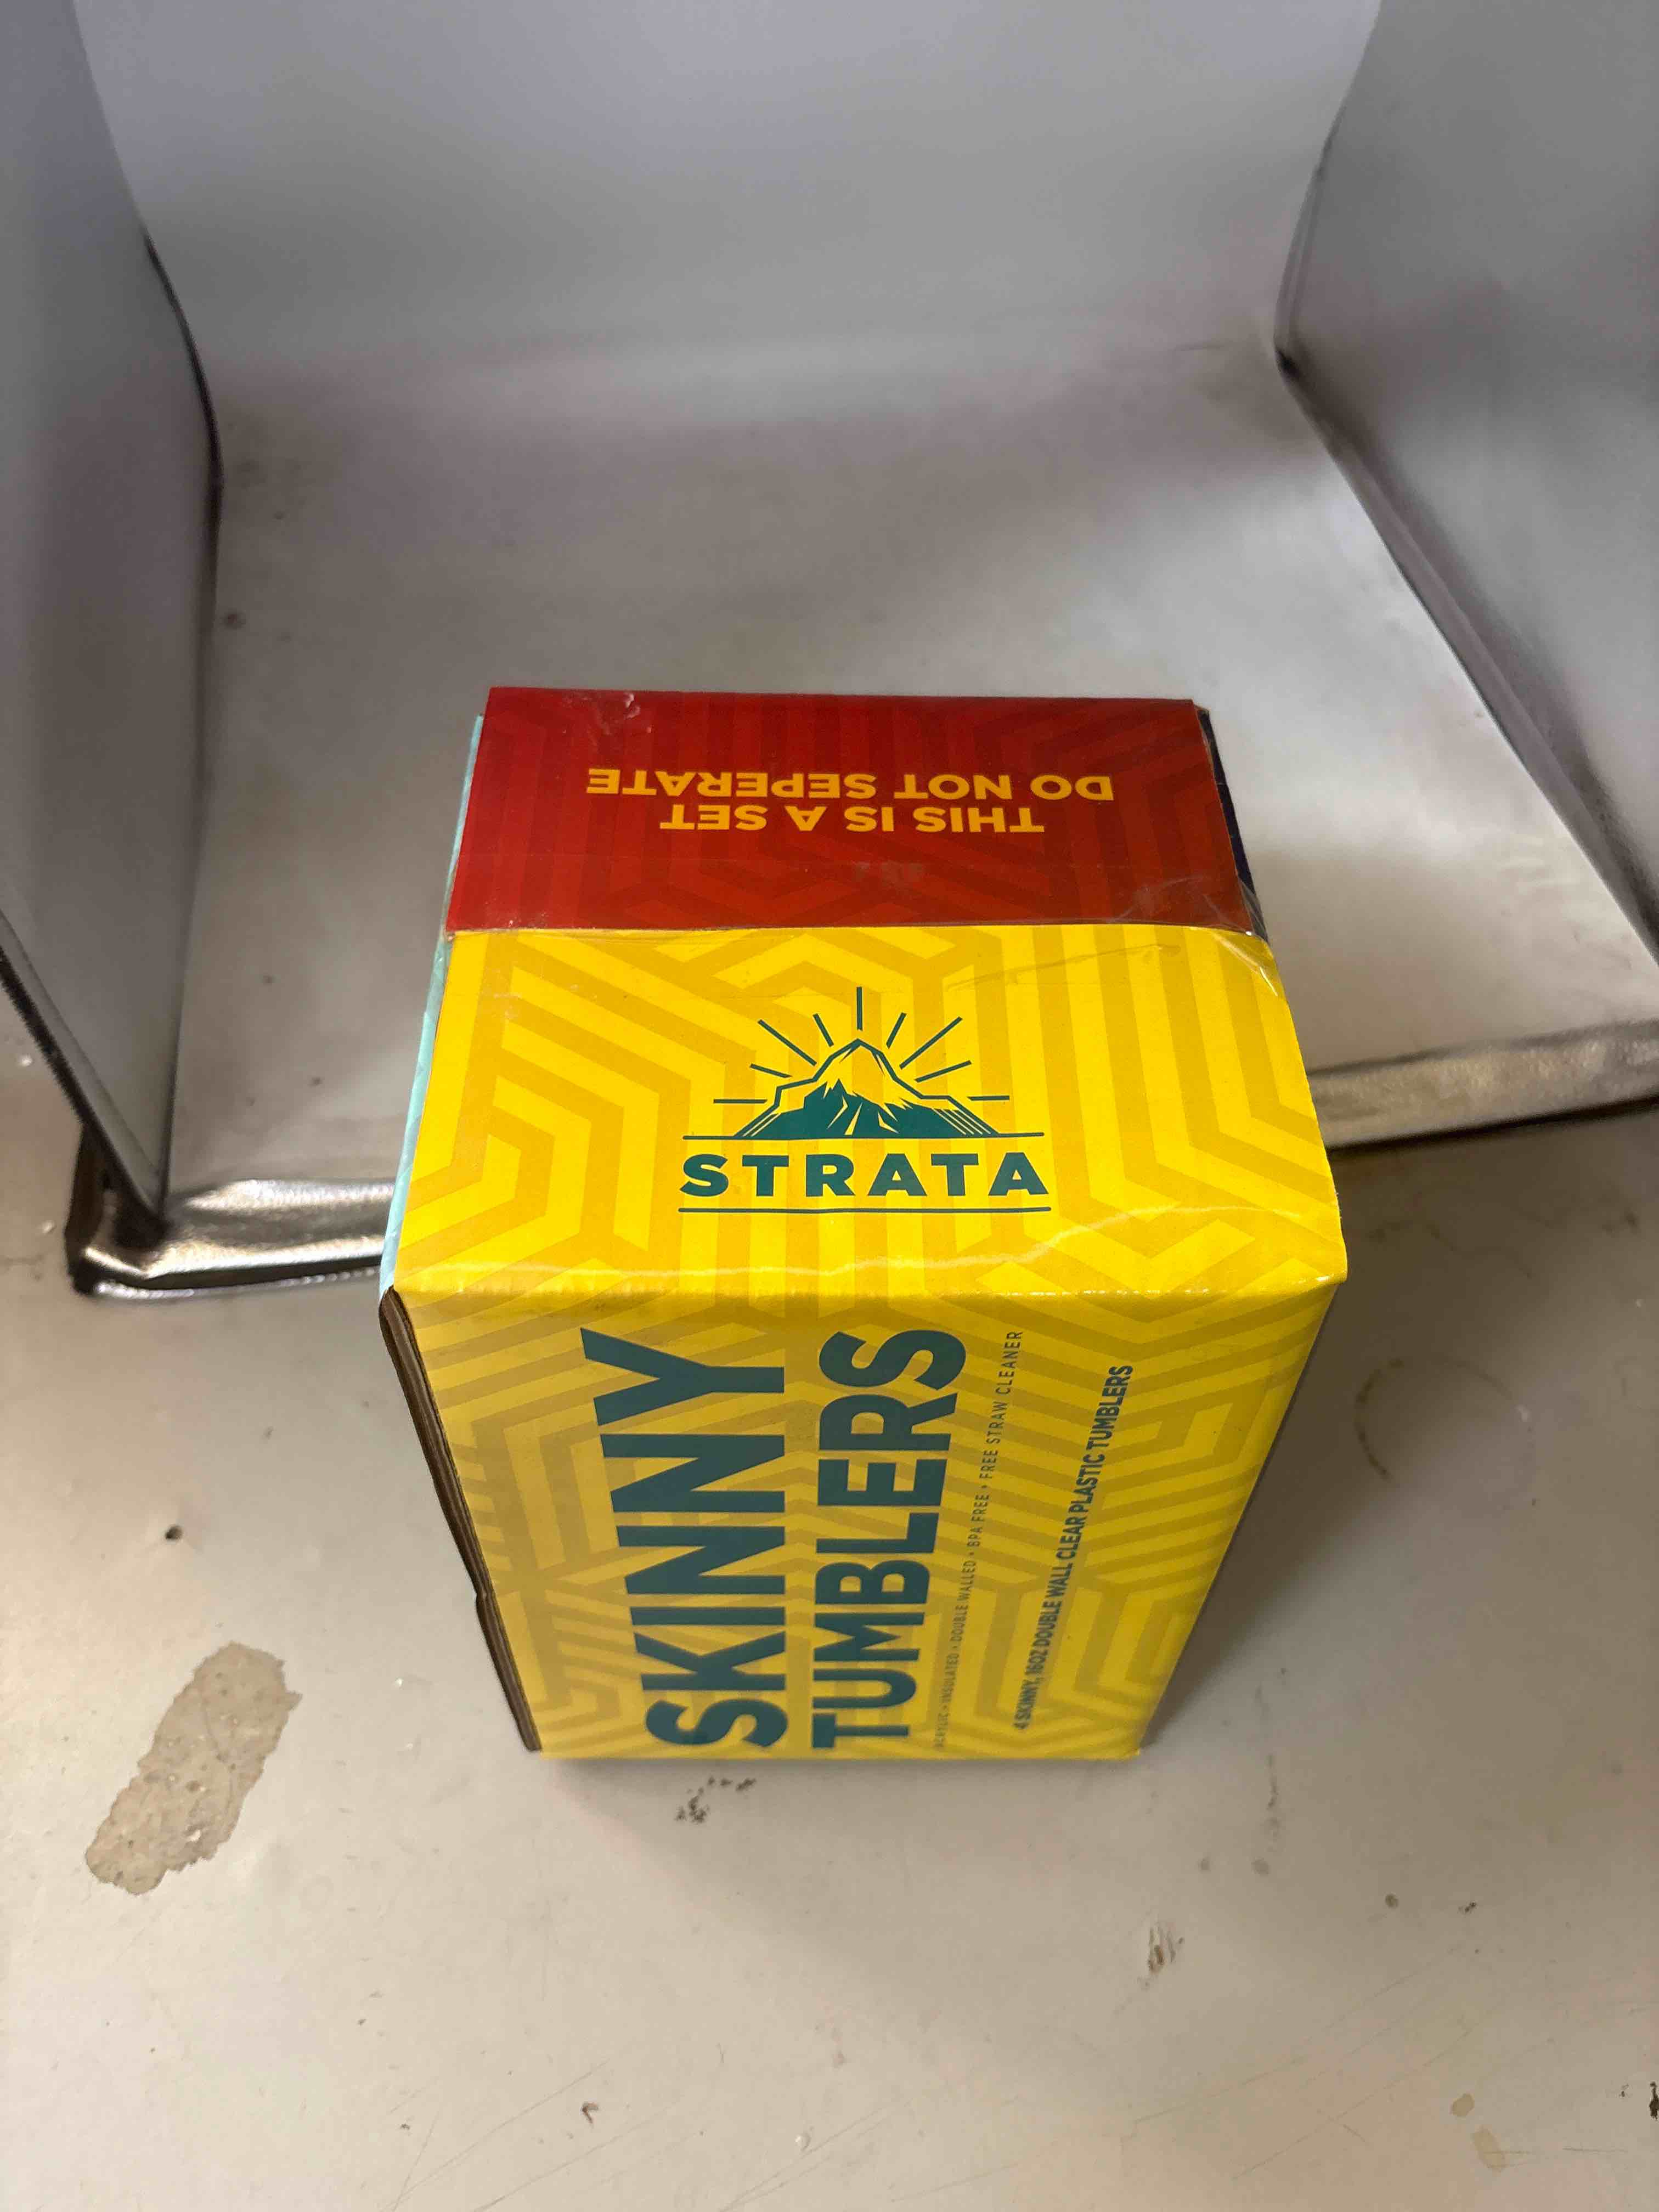 THIS IS A SET
DO NOT SEPERATE
STRATA
SKINNY
TUMBLERS
ACRYLIC • INSULATED • DOUBLE WALLED • BPA FREE • FREE STRAW CLEANER
4 SKINNY, 16OZ DOUBLE WALL CLEAR PLASTIC TUMBLERS